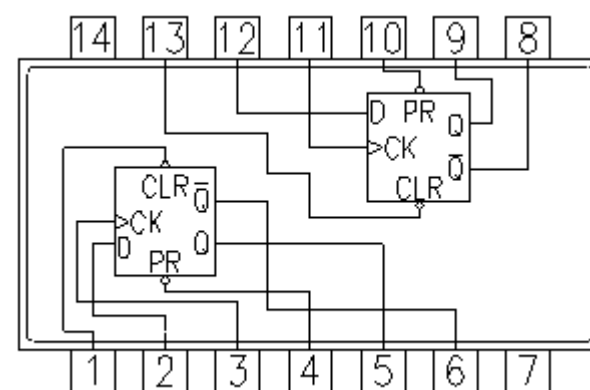 14 13 12 11 10 9 8
D PR Q
CK Q̅
CLR
CLR Q̅
CK
D Q
PR
1 2 3 4 5 6 7